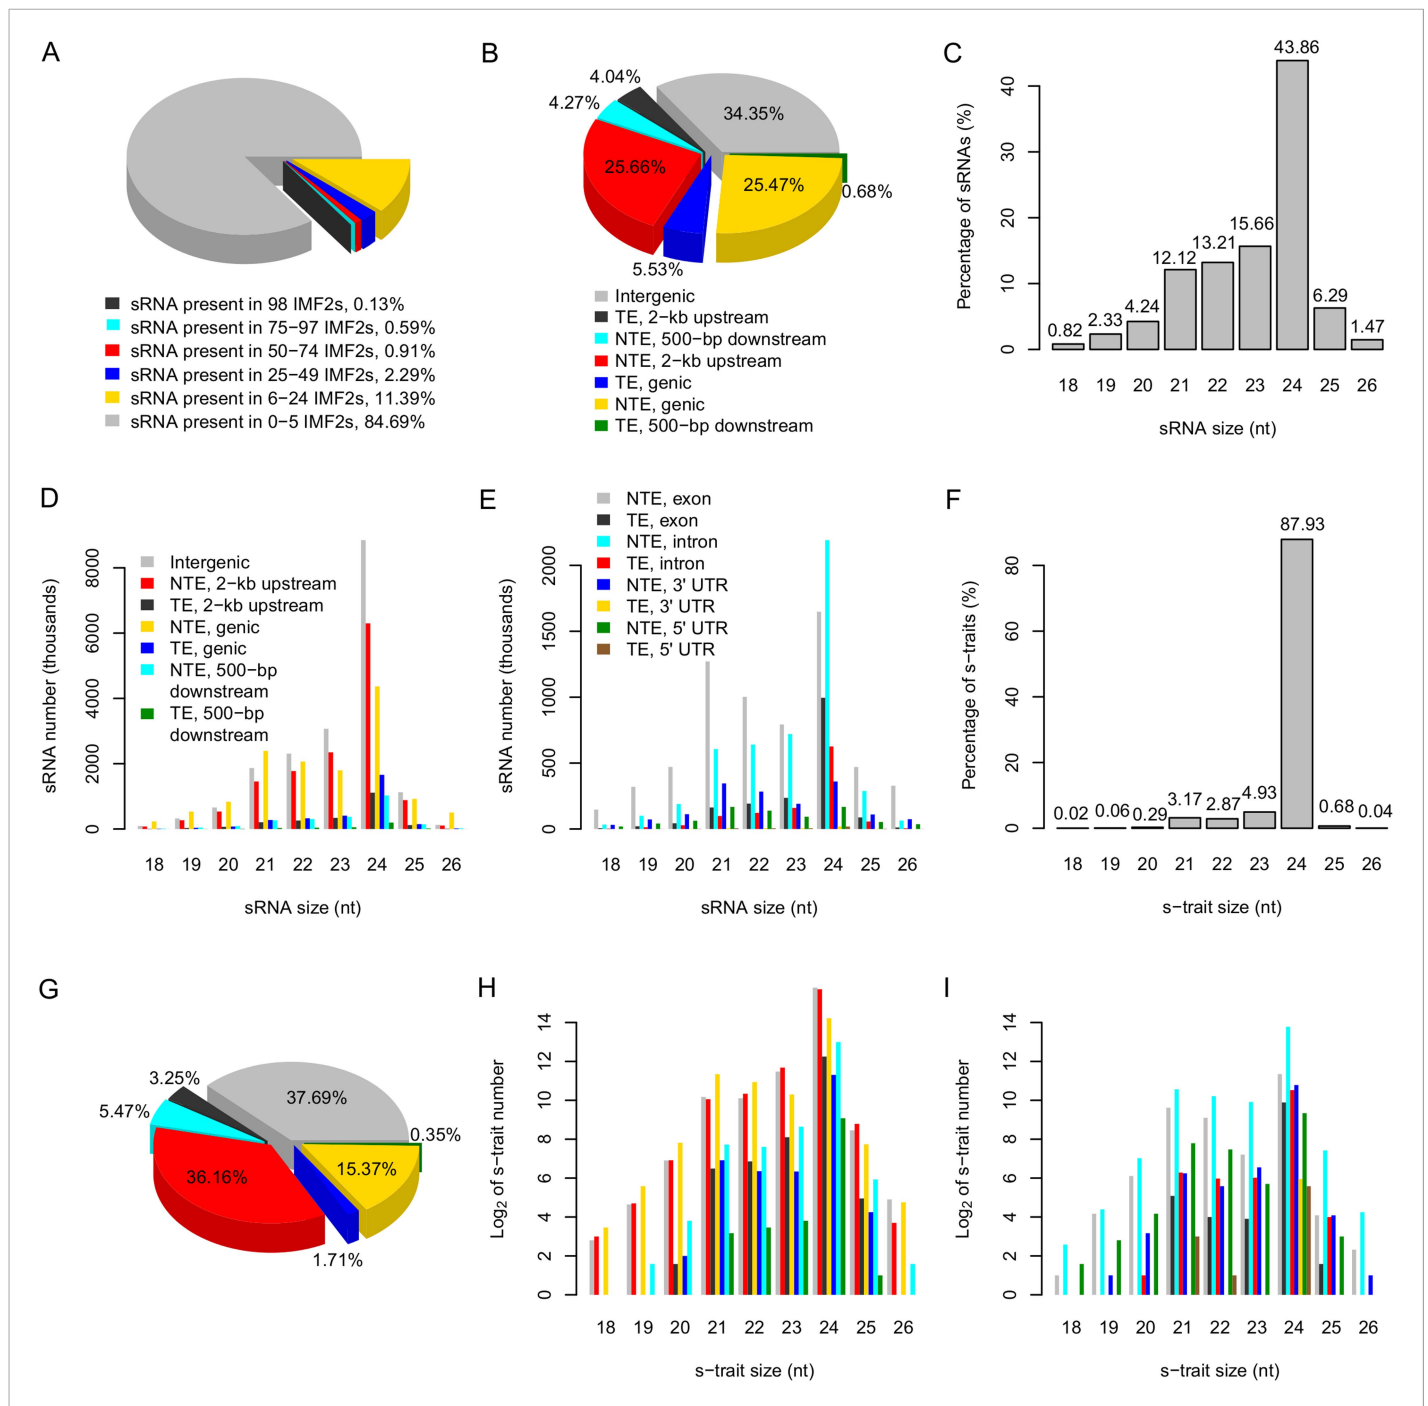 A
sRNA present in 98 IMF2s, 0.13%
sRNA present in 75−97 IMF2s, 0.59%
sRNA present in 50−74 IMF2s, 0.91%
sRNA present in 25−49 IMF2s, 2.29%
sRNA present in 6−24 IMF2s, 11.39%
sRNA present in 0−5 IMF2s, 84.69%
B
4.04%
4.27%
34.35%
25.66%
25.47%
0.68%
5.53%
Intergenic
TE, 2−kb upstream
NTE, 500−bp downstream
NTE, 2−kb upstream
TE, genic
NTE, genic
TE, 500−bp downstream
C
Percentage of sRNAs (%)
0 10 20 30 40
0.82 2.33 4.24 12.12 13.21 15.66 43.86 6.29 1.47
18 19 20 21 22 23 24 25 26
sRNA size (nt)
D
sRNA number (thousands)
0 2000 4000 6000 8000
Intergenic
NTE, 2−kb upstream
TE, 2−kb upstream
NTE, genic
TE, genic
NTE, 500−bp
downstream
TE, 500−bp
downstream
18 19 20 21 22 23 24 25 26
sRNA size (nt)
E
sRNA number (thousands)
0 500 1000 1500 2000
NTE, exon
TE, exon
NTE, intron
TE, intron
NTE, 3' UTR
TE, 3' UTR
NTE, 5' UTR
TE, 5' UTR
18 19 20 21 22 23 24 25 26
sRNA size (nt)
F
Percentage of s−traits (%)
0 20 40 60 80
0.02 0.06 0.29 3.17 2.87 4.93 87.93 0.68 0.04
18 19 20 21 22 23 24 25 26
s−trait size (nt)
G
3.25%
5.47%
37.69%
0.35%
36.16%
15.37%
1.71%
H
Log2 of s−trait number
0 2 4 6 8 10 12 14
18 19 20 21 22 23 24 25 26
s−trait size (nt)
I
Log2 of s−trait number
0 2 4 6 8 10 12 14
18 19 20 21 22 23 24 25 26
s−trait size (nt)